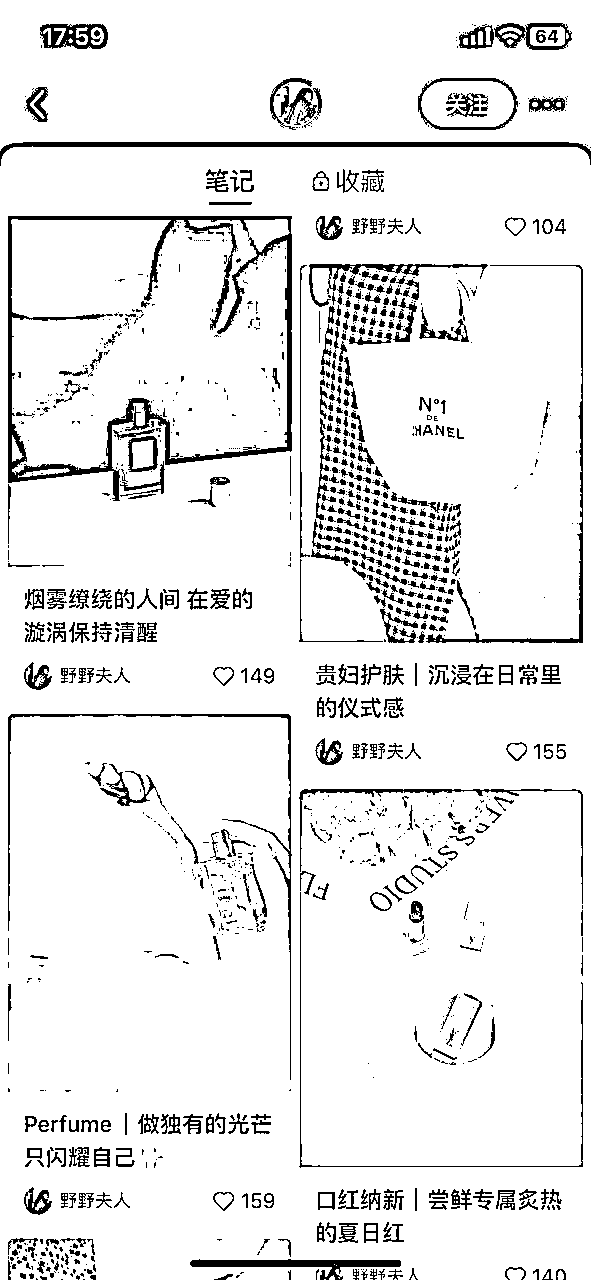 17:59
64
关注
笔记
收藏
野野夫人
104
N°1
DE
HANEL
烟雾缭绕的人间 在爱的
漩涡保持清醒
野野夫人
149
贵妇护肤｜沉浸在日常里
的仪式感
野野夫人
155
STUDIO
Perfume｜做独有的光芒
只闪耀自己
野野夫人
159
口红纳新｜尝鲜专属炙热
的夏日红
野野夫人
140